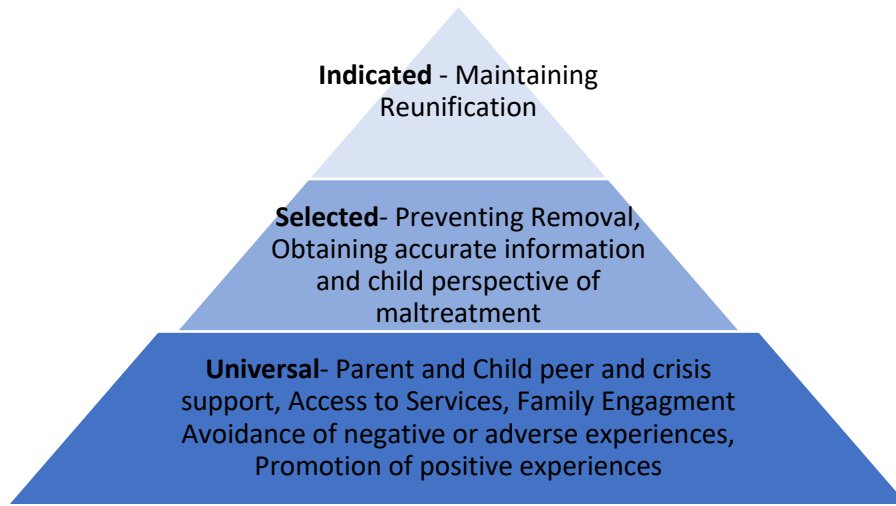 Indicated - Maintaining
Reunification
Selected- Preventing Removal,
Obtaining accurate information
and child perspective of
maltreatment
Universal- Parent and Child peer and crisis
support, Access to Services, Family Engagment
Avoidance of negative or adverse experiences,
Promotion of positive experiences